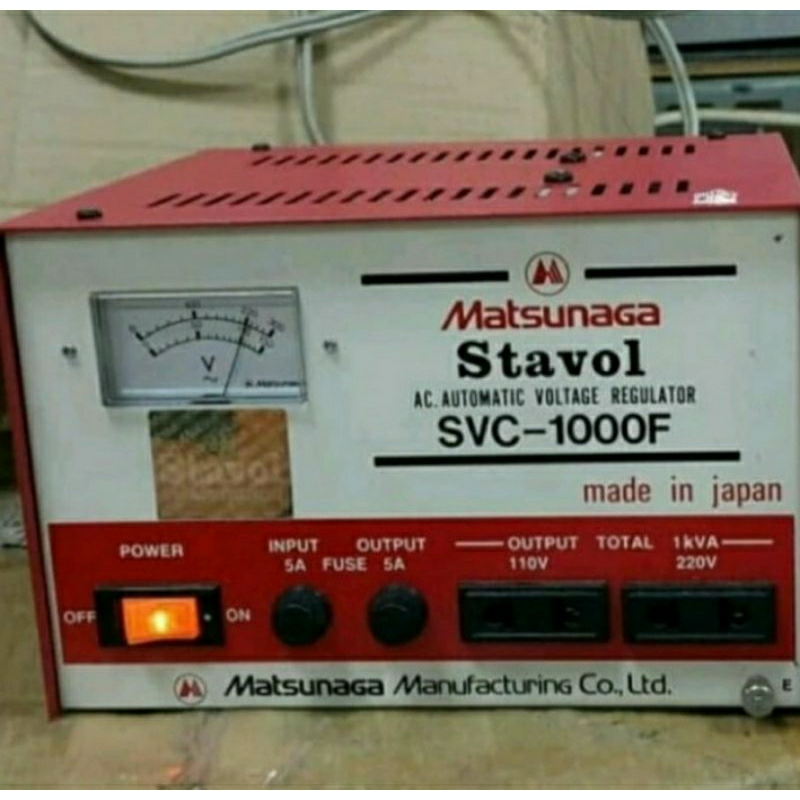 Matsunaga
Stavol
AC. AUTOMATIC VOLTAGE REGULATOR
SVC-1000F
made in japan
V
Stavol
POWER
OFF
ON
INPUT OUTPUT
5A FUSE 5A
OUTPUT TOTAL 1kVA
110V 220V
Matsunaga Manufacturing Co., Ltd.
E